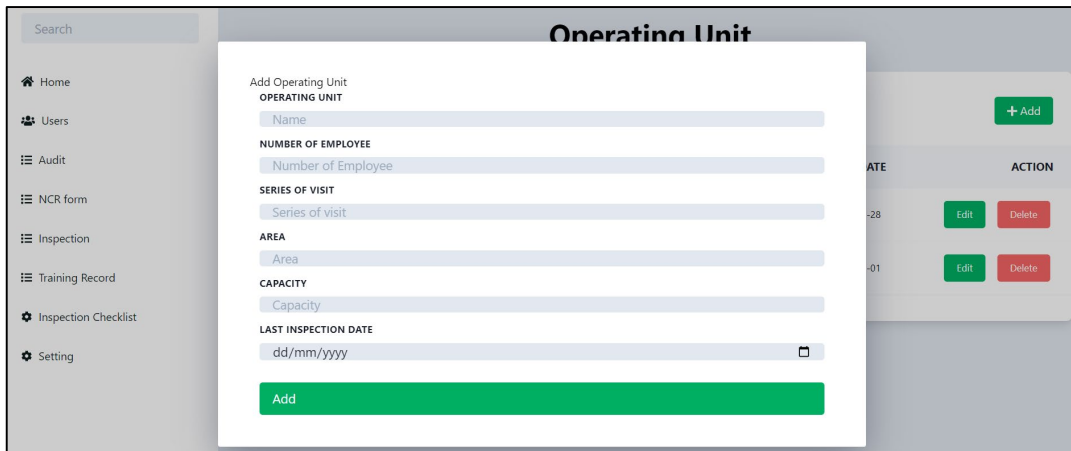 Search
Operating Unit
Home
Users
Audit
NCR form
Inspection
Training Record
Inspection Checklist
Setting
Add Operating Unit
OPERATING UNIT
Name
NUMBER OF EMPLOYEE
Number of Employee
SERIES OF VISIT
Series of visit
AREA
Area
CAPACITY
Capacity
LAST INSPECTION DATE
dd/mm/yyyy
Add
+ Add
ATE ACTION
-28 Edit Delete
-01 Edit Delete